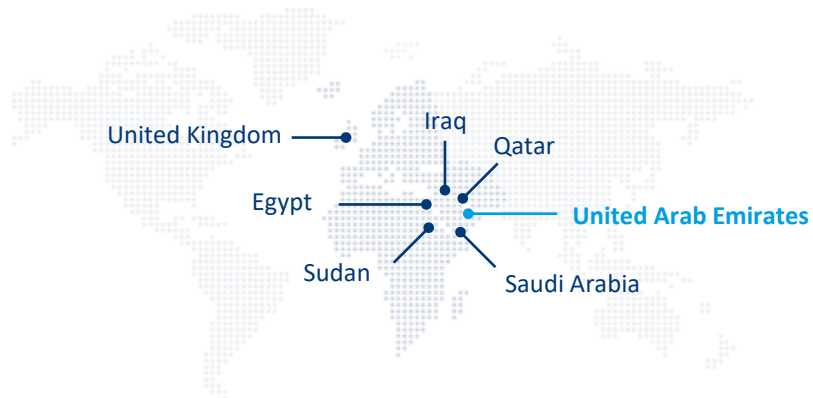 Iraq
United Kingdom
Qatar
Egypt
United Arab Emirates
Sudan
Saudi Arabia